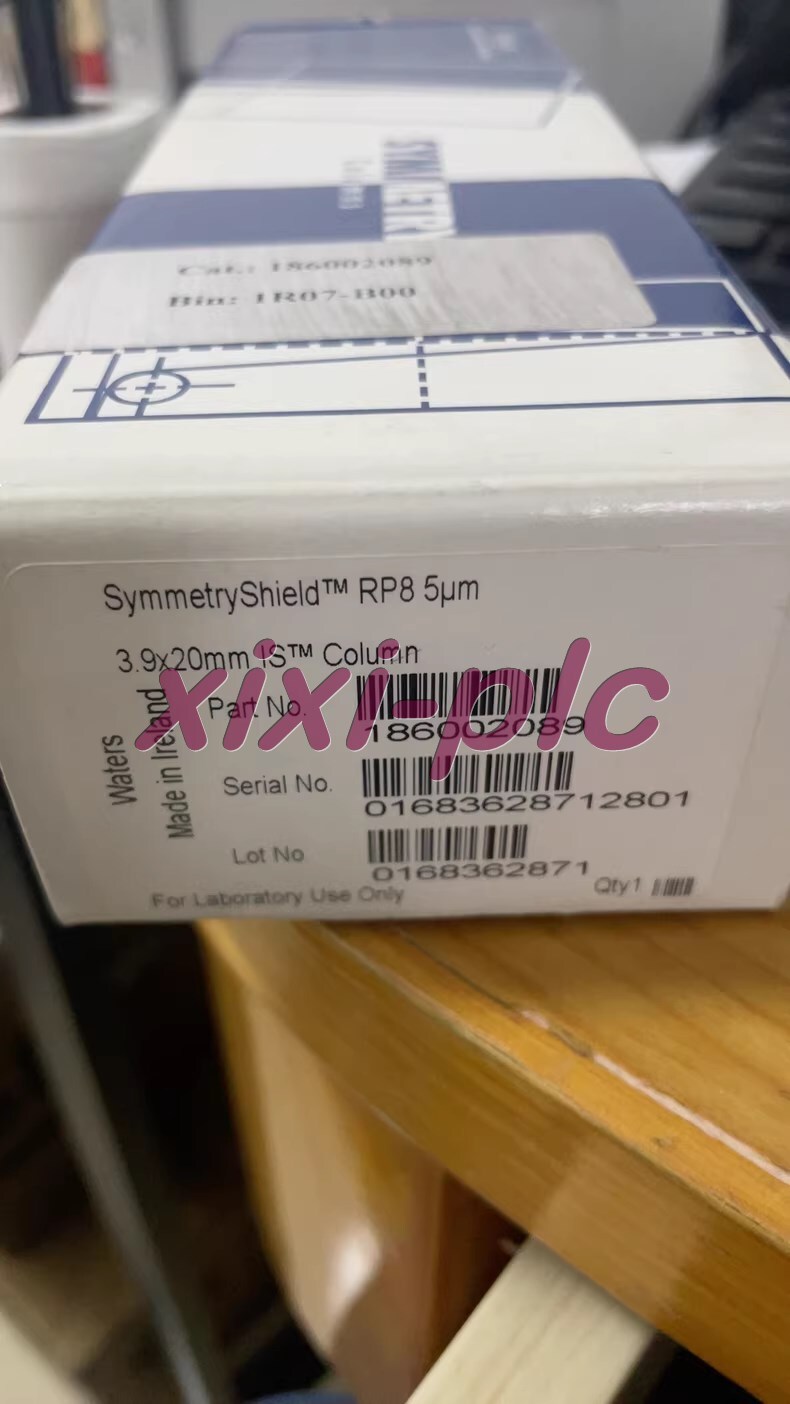 SYMMETRY
Cat.: 186002089
Bin: 1R07-B00
SymmetryShield™ RP8 5µm
3.9x20mm IS™ Column
xixi-plc
Part No.
186002089
Waters
Made in Ireland
Serial No.
01683628712801
Lot No
0168362871
Qty1
For Laboratory Use Only